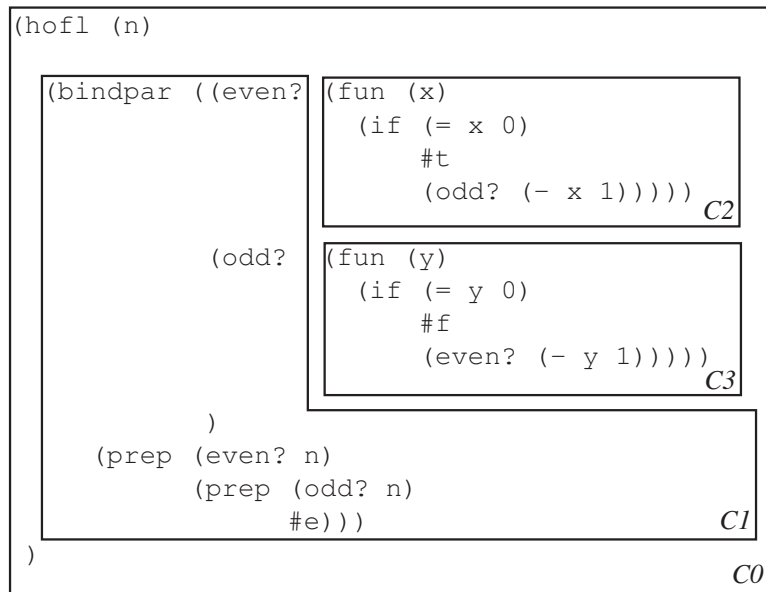 (hofl (n)
(bindpar ((even? (fun (x)
(if (= x 0)
#t
(odd? (- x 1)))))
C2
(odd? (fun (y)
(if (= y 0)
#f
(even? (- y 1)))))
C3
)
(prep (even? n)
(prep (odd? n)
#e)))
C1
)
C0